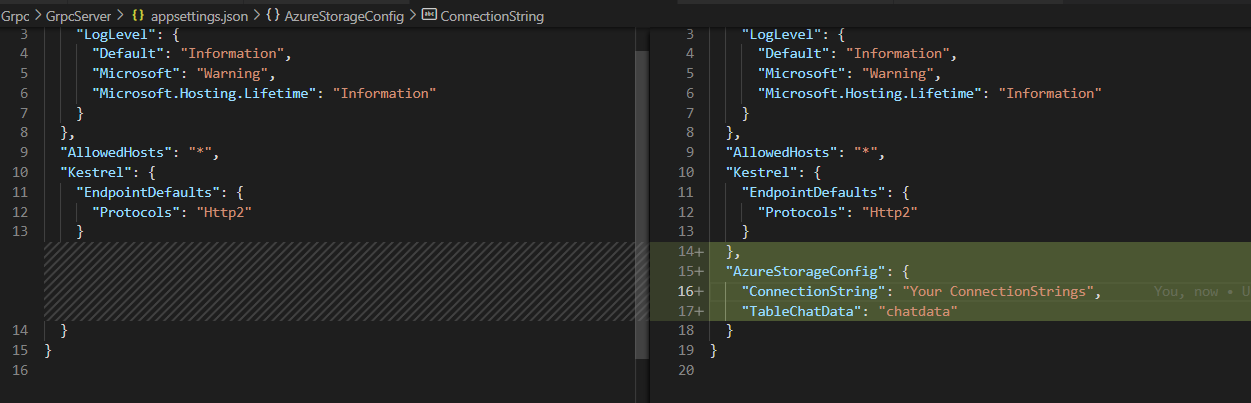 Grpc > GrpcServer > {} appsettings.json > {} AzureStorageConfig > abc ConnectionString
3 "LogLevel": {
4 "Default": "Information",
5 "Microsoft": "Warning",
6 "Microsoft.Hosting.Lifetime": "Information"
7 }
8 },
9 "AllowedHosts": "*",
10 "Kestrel": {
11 "EndpointDefaults": {
12 "Protocols": "Http2"
13 }
14 }
15 }
16
3 "LogLevel": {
4 "Default": "Information",
5 "Microsoft": "Warning",
6 "Microsoft.Hosting.Lifetime": "Information"
7 }
8 },
9 "AllowedHosts": "*",
10 "Kestrel": {
11 "EndpointDefaults": {
12 "Protocols": "Http2"
13 }
14+ },
15+ "AzureStorageConfig": {
16+ "ConnectionString": "Your ConnectionStrings", You, now • U
17+ "TableChatData": "chatdata"
18 }
19 }
20